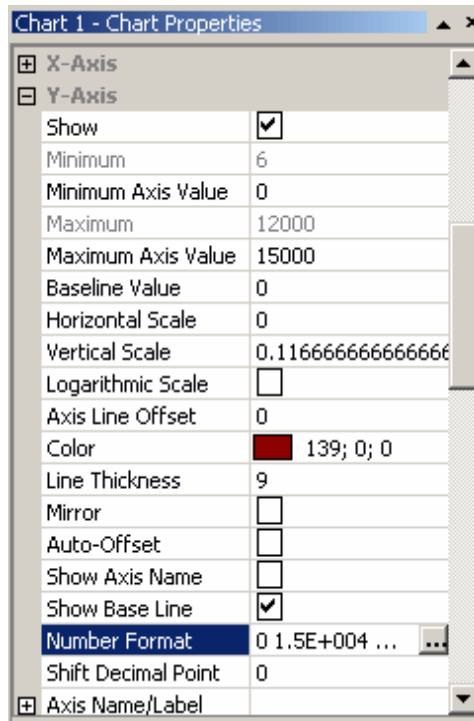 Chart 1 - Chart Properties
X-Axis
Y-Axis
Show
Minimum 6
Minimum Axis Value 0
Maximum 12000
Maximum Axis Value 15000
Baseline Value 0
Horizontal Scale 0
Vertical Scale 0.116666666666666
Logarithmic Scale
Axis Line Offset 0
Color 139; 0; 0
Line Thickness 9
Mirror
Auto-Offset
Show Axis Name
Show Base Line
Number Format 0 1.5E+004 ... ...
Shift Decimal Point 0
Axis Name/Label